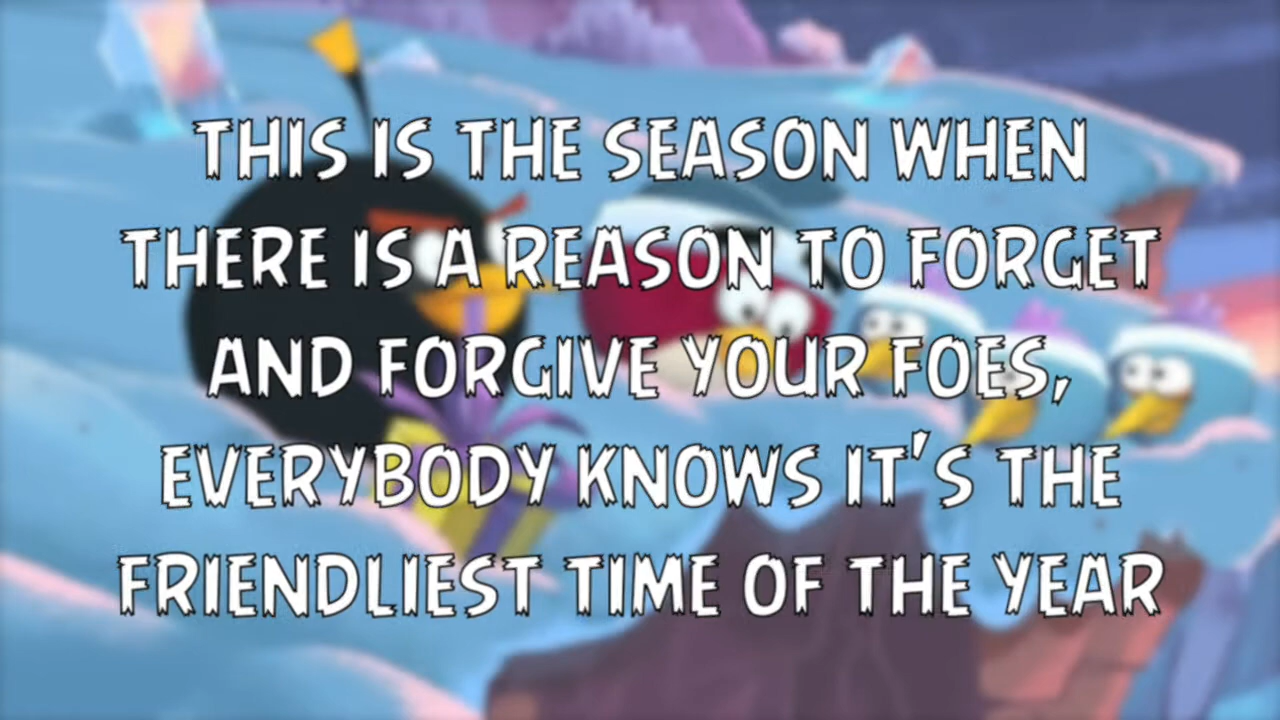 THIS IS THE SEASON WHEN
THERE IS A REASON TO FORGET
AND FORGIVE YOUR FOES,
EVERYBODY KNOWS IT'S THE
FRIENDLIEST TIME OF THE YEAR